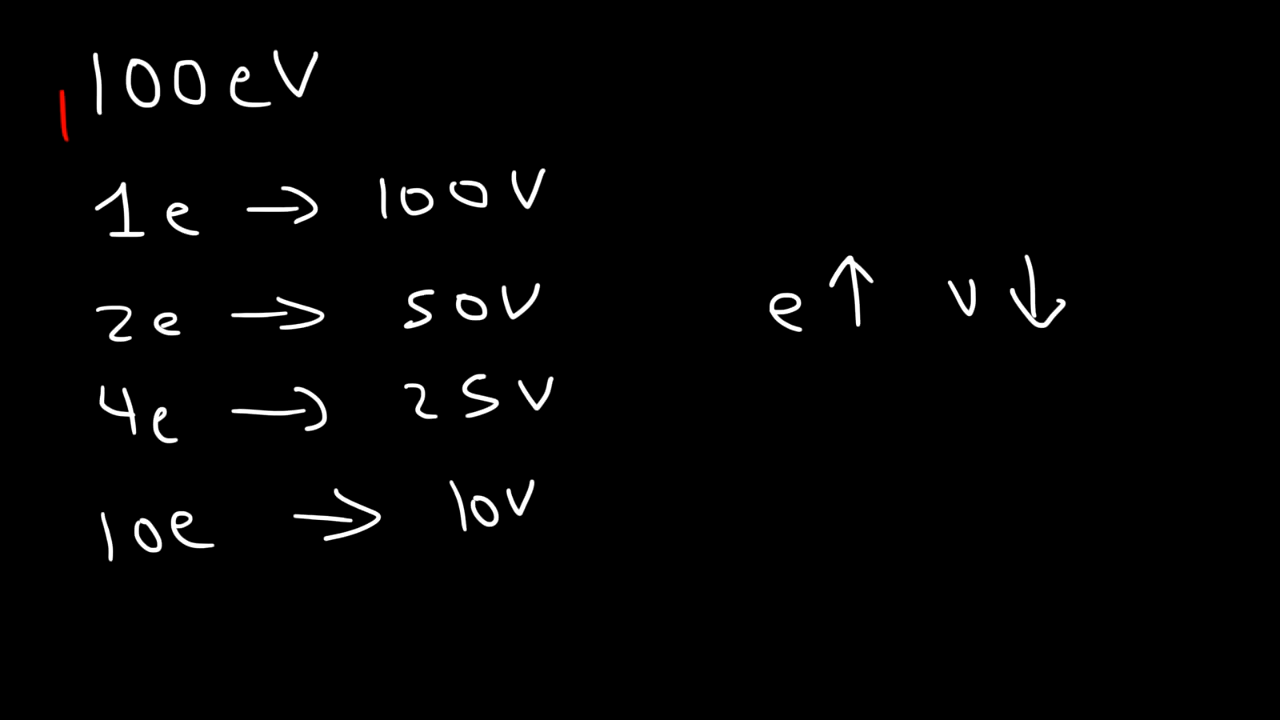 100eV
1e → 100V
2e → 50V
4e → 25V
10e → 10V
e ↑ v ↓